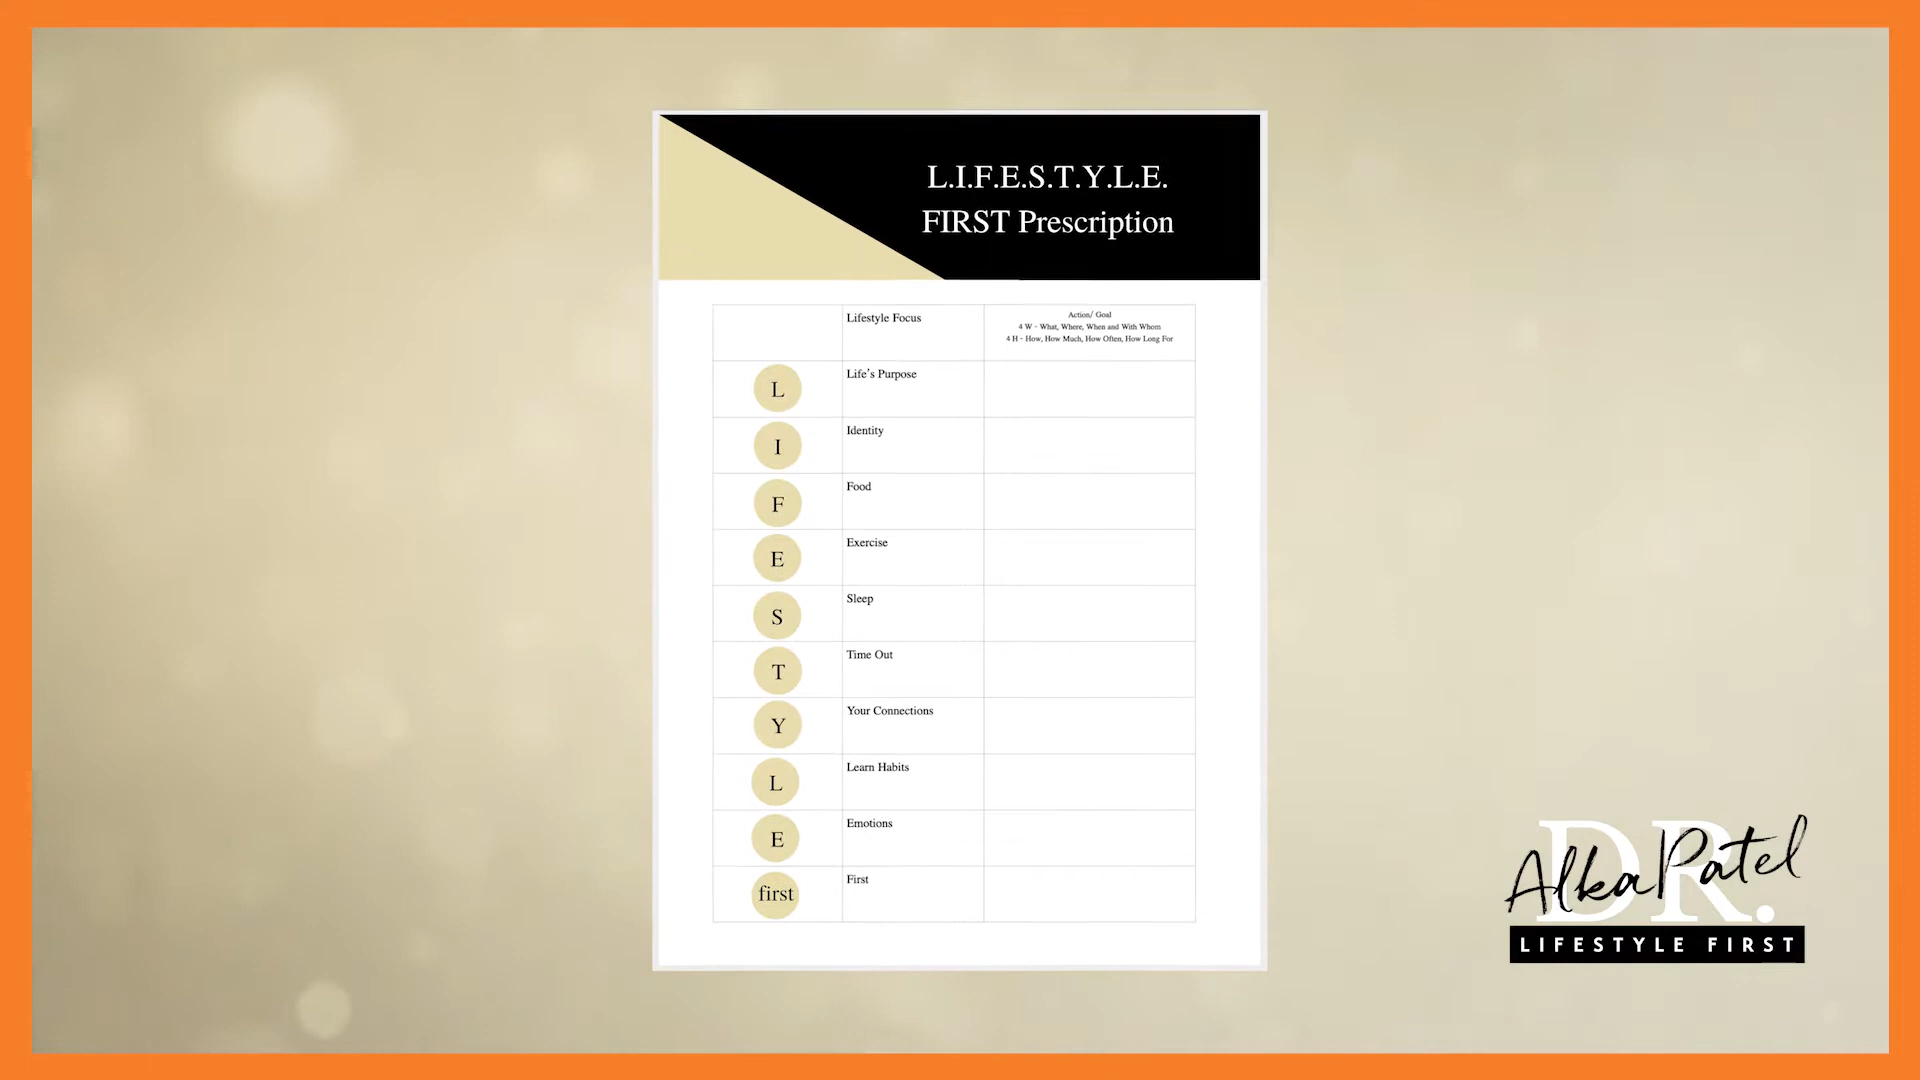 L.I.F.E.S.T.Y.L.E.
FIRST Prescription
Lifestyle Focus
Action/ Goal
4 W - What, Where, When and With Whom
4 H - How, How Much, How Often, How Long For
L Life's Purpose
I Identity
F Food
E Exercise
S Sleep
T Time Out
Y Your Connections
L Learn Habits
E Emotions
first First
DR.
Alka Patel
LIFESTYLE FIRST